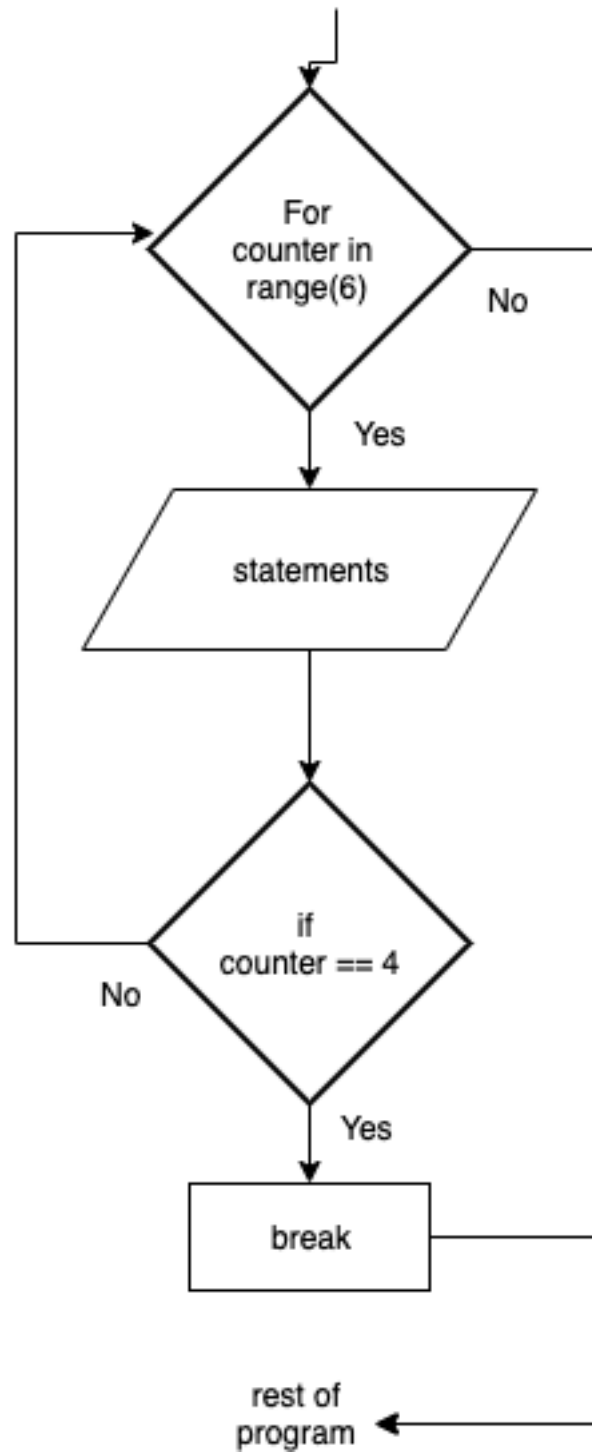 For
counter in
range(6)
No
Yes
statements
if
counter == 4
No
Yes
break
rest of
program